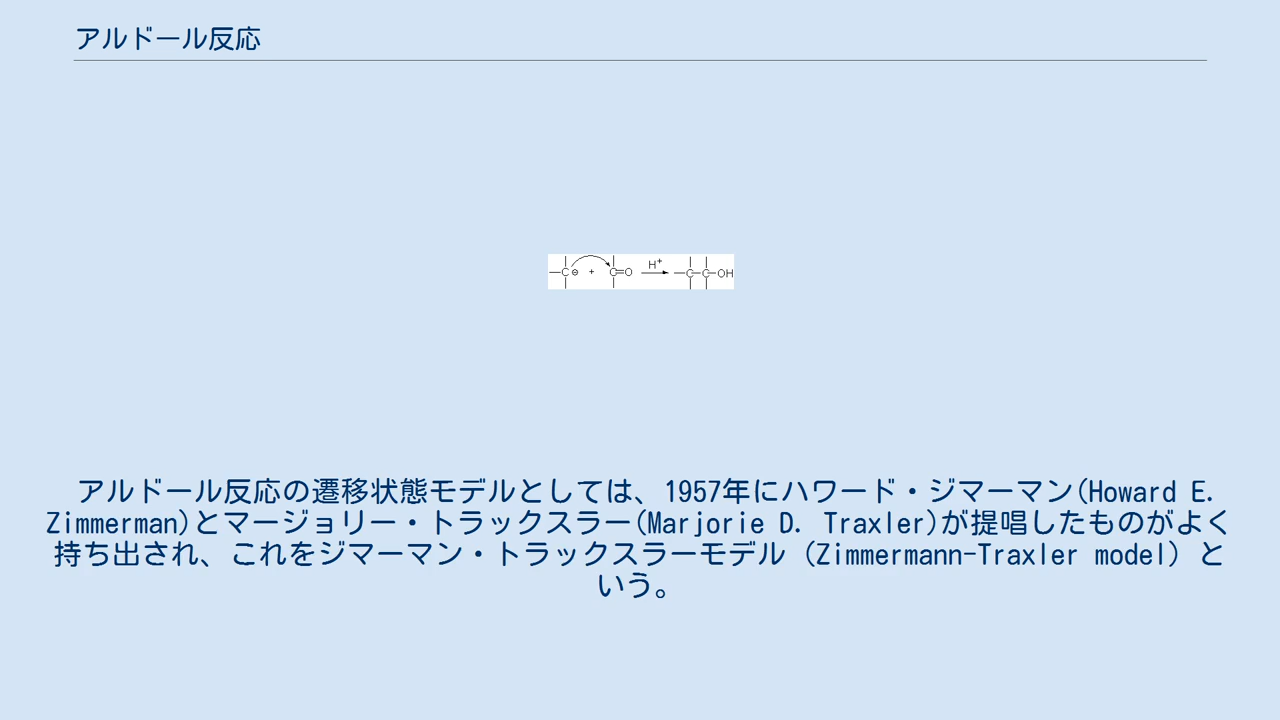 アルドール反応
—C⊖ + C=O H⁺ —C—C—OH
アルドール反応の遷移状態モデルとしては、1957年にハワード・ジマーマン(Howard E.
Zimmerman)とマージョリー・トラックスラー(Marjorie D. Traxler)が提唱したものがよく
持ち出され、これをジマーマン・トラックスラーモデル (Zimmermann-Traxler model) と
いう。